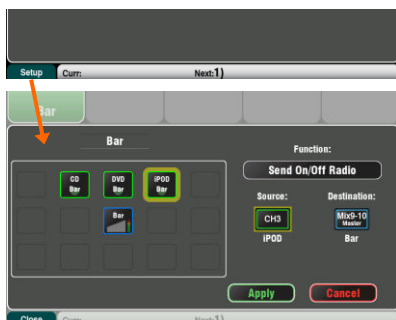 Setup Curr: Next:1)
Bar
Bar
Function:
Send On/Off Radio
CD
Bar
DVD
Bar
iPOD
Bar
Source: Destination:
Bar
CH3
Mix9-10
Master
iPOD Bar
Apply Cancel
Close Curr: Next:1)